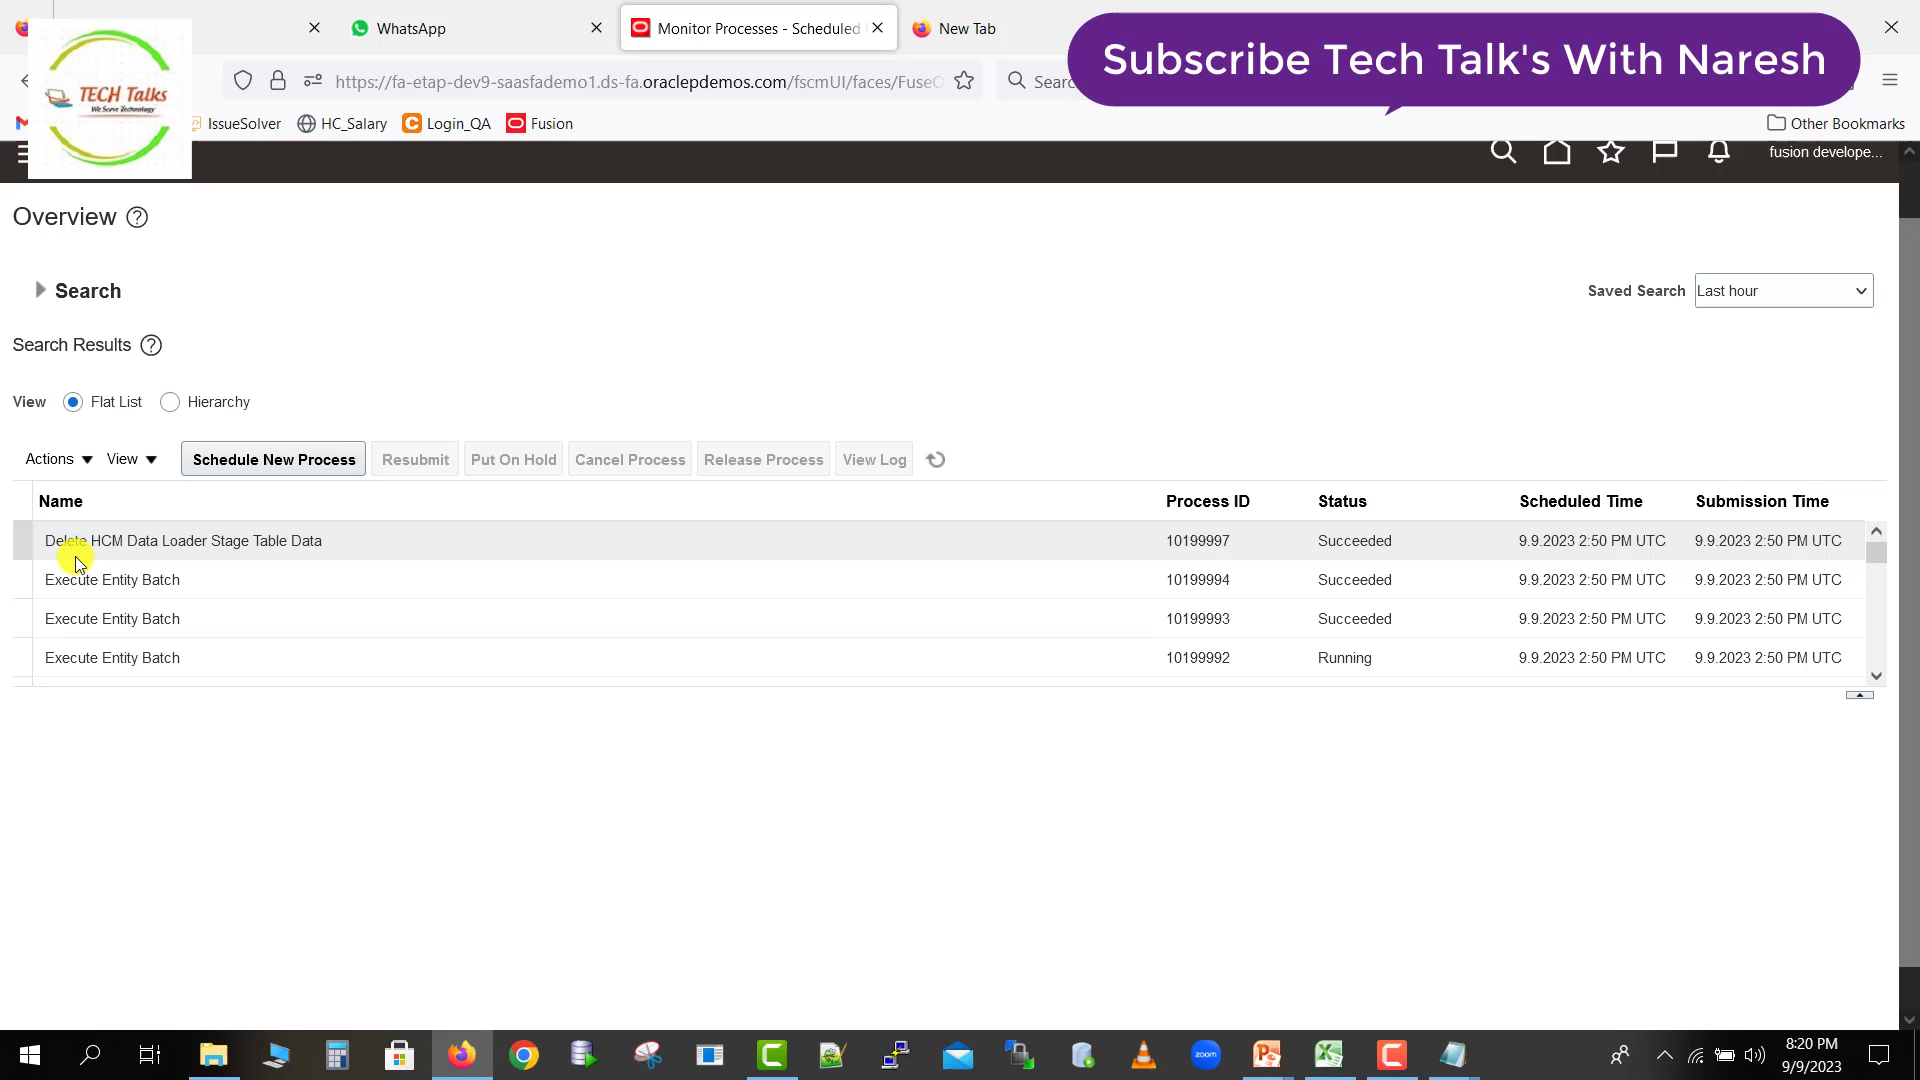 WhatsApp
Monitor Processes - Scheduled
New Tab
Subscribe Tech Talk's With Naresh
https://fa-etap-dev9-saasfademo1.ds-fa.oraclepdemos.com/fscmUI/faces/FuseO
TECH Talks
We Serve Technology
IssueSolver
HC_Salary
Login_QA
Fusion
Other Bookmarks
fusion develope...
Overview
Search
Saved Search
Last hour
Search Results
View
Flat List
Hierarchy
Actions
View
Schedule New Process
Resubmit
Put On Hold
Cancel Process
Release Process
View Log
Name Process ID Status Scheduled Time Submission Time
Delete HCM Data Loader Stage Table Data 10199997 Succeeded 9.9.2023 2:50 PM UTC 9.9.2023 2:50 PM UTC
Execute Entity Batch 10199994 Succeeded 9.9.2023 2:50 PM UTC 9.9.2023 2:50 PM UTC
Execute Entity Batch 10199993 Succeeded 9.9.2023 2:50 PM UTC 9.9.2023 2:50 PM UTC
Execute Entity Batch 10199992 Running 9.9.2023 2:50 PM UTC 9.9.2023 2:50 PM UTC
zoom
8:20 PM
9/9/2023